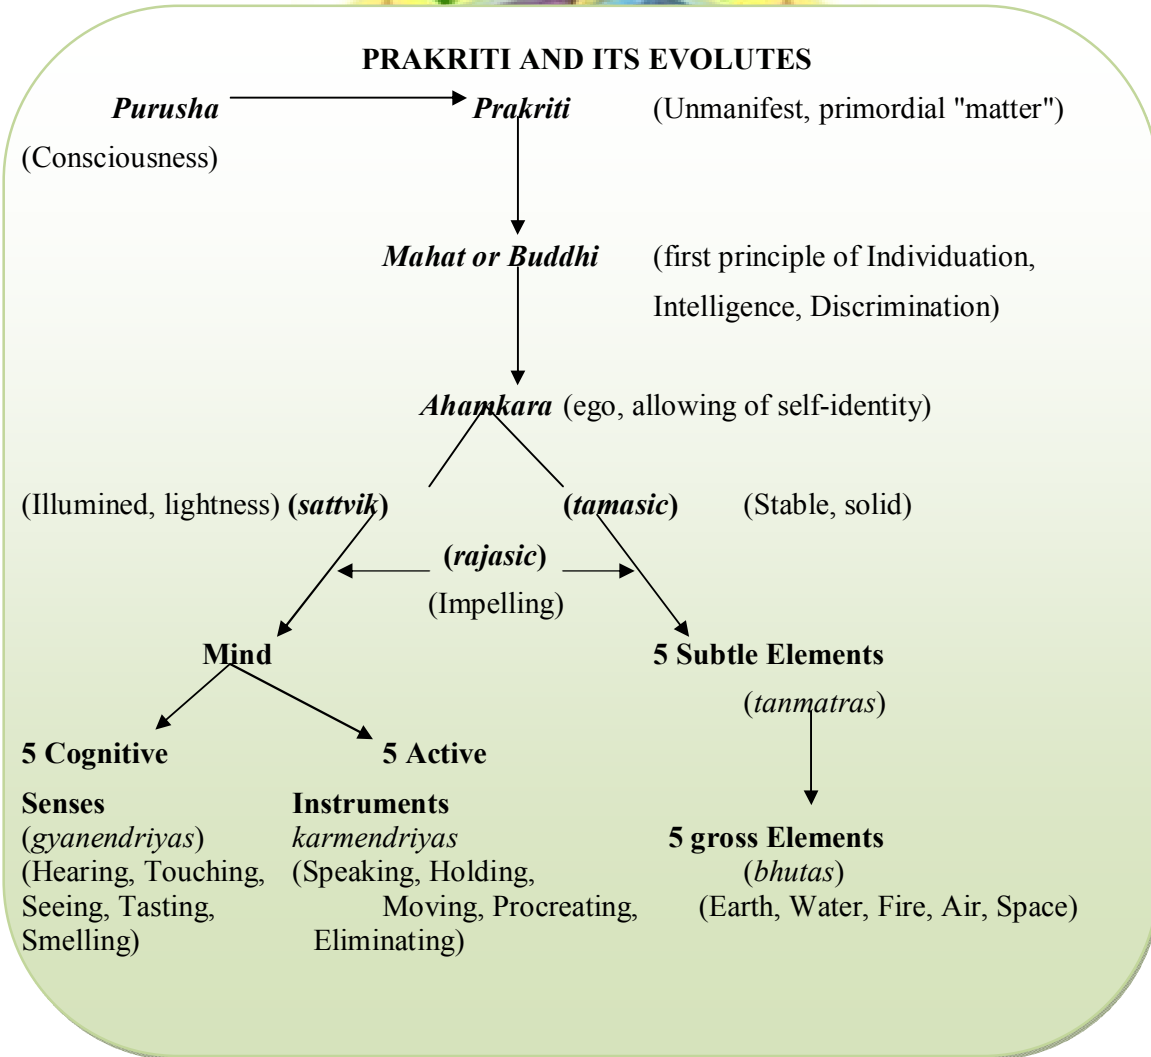 PRAKRITI AND ITS EVOLUTES
Purusha Prakriti (Unmanifest, primordial "matter")
(Consciousness)
Mahat or Buddhi (first principle of Individuation,
Intelligence, Discrimination)
Ahamkara (ego, allowing of self-identity)
(Illumined, lightness) (sattvik) (tamasic) (Stable, solid)
(rajasic)
(Impelling)
Mind 5 Subtle Elements
(tanmatras)
5 Cognitive 5 Active
Senses Instruments
(gyanendriyas) karmendriyas 5 gross Elements
(Hearing, Touching, (Speaking, Holding, (bhutas)
Seeing, Tasting, Moving, Procreating, (Earth, Water, Fire, Air, Space)
Smelling) Eliminating)